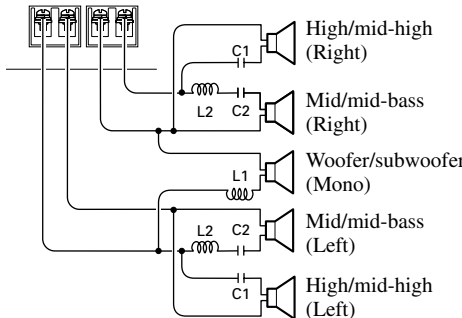 High/mid-high
(Right)
C1
L2
C2
Mid/mid-bass
(Right)
Woofer/subwoofer
(Mono)
L1
Mid/mid-bass
(Left)
L2
C2
High/mid-high
(Left)
C1